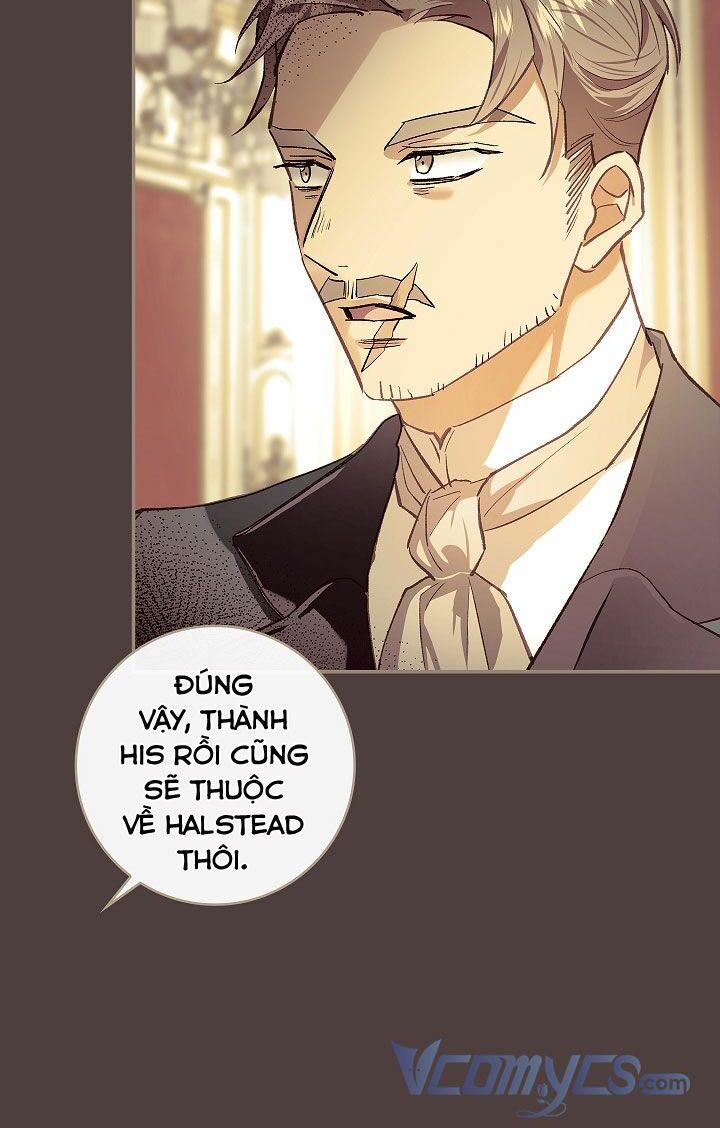 ĐÚNG
VẬY, THÀNH
HIS RỒI CŨNG
SẼ THUỘC
VỀ HALSTEAD
THÔI.
VCOMYCS.com